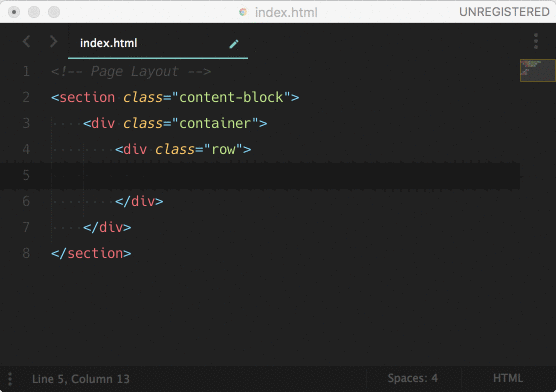 index.html
UNREGISTERED
index.html
1 <!-- Page Layout -->
2 <section class="content-block">
3 <div class="container">
4 <div class="row">
5
6 </div>
7 </div>
8 </section>
Line 5, Column 13
Spaces: 4
HTML